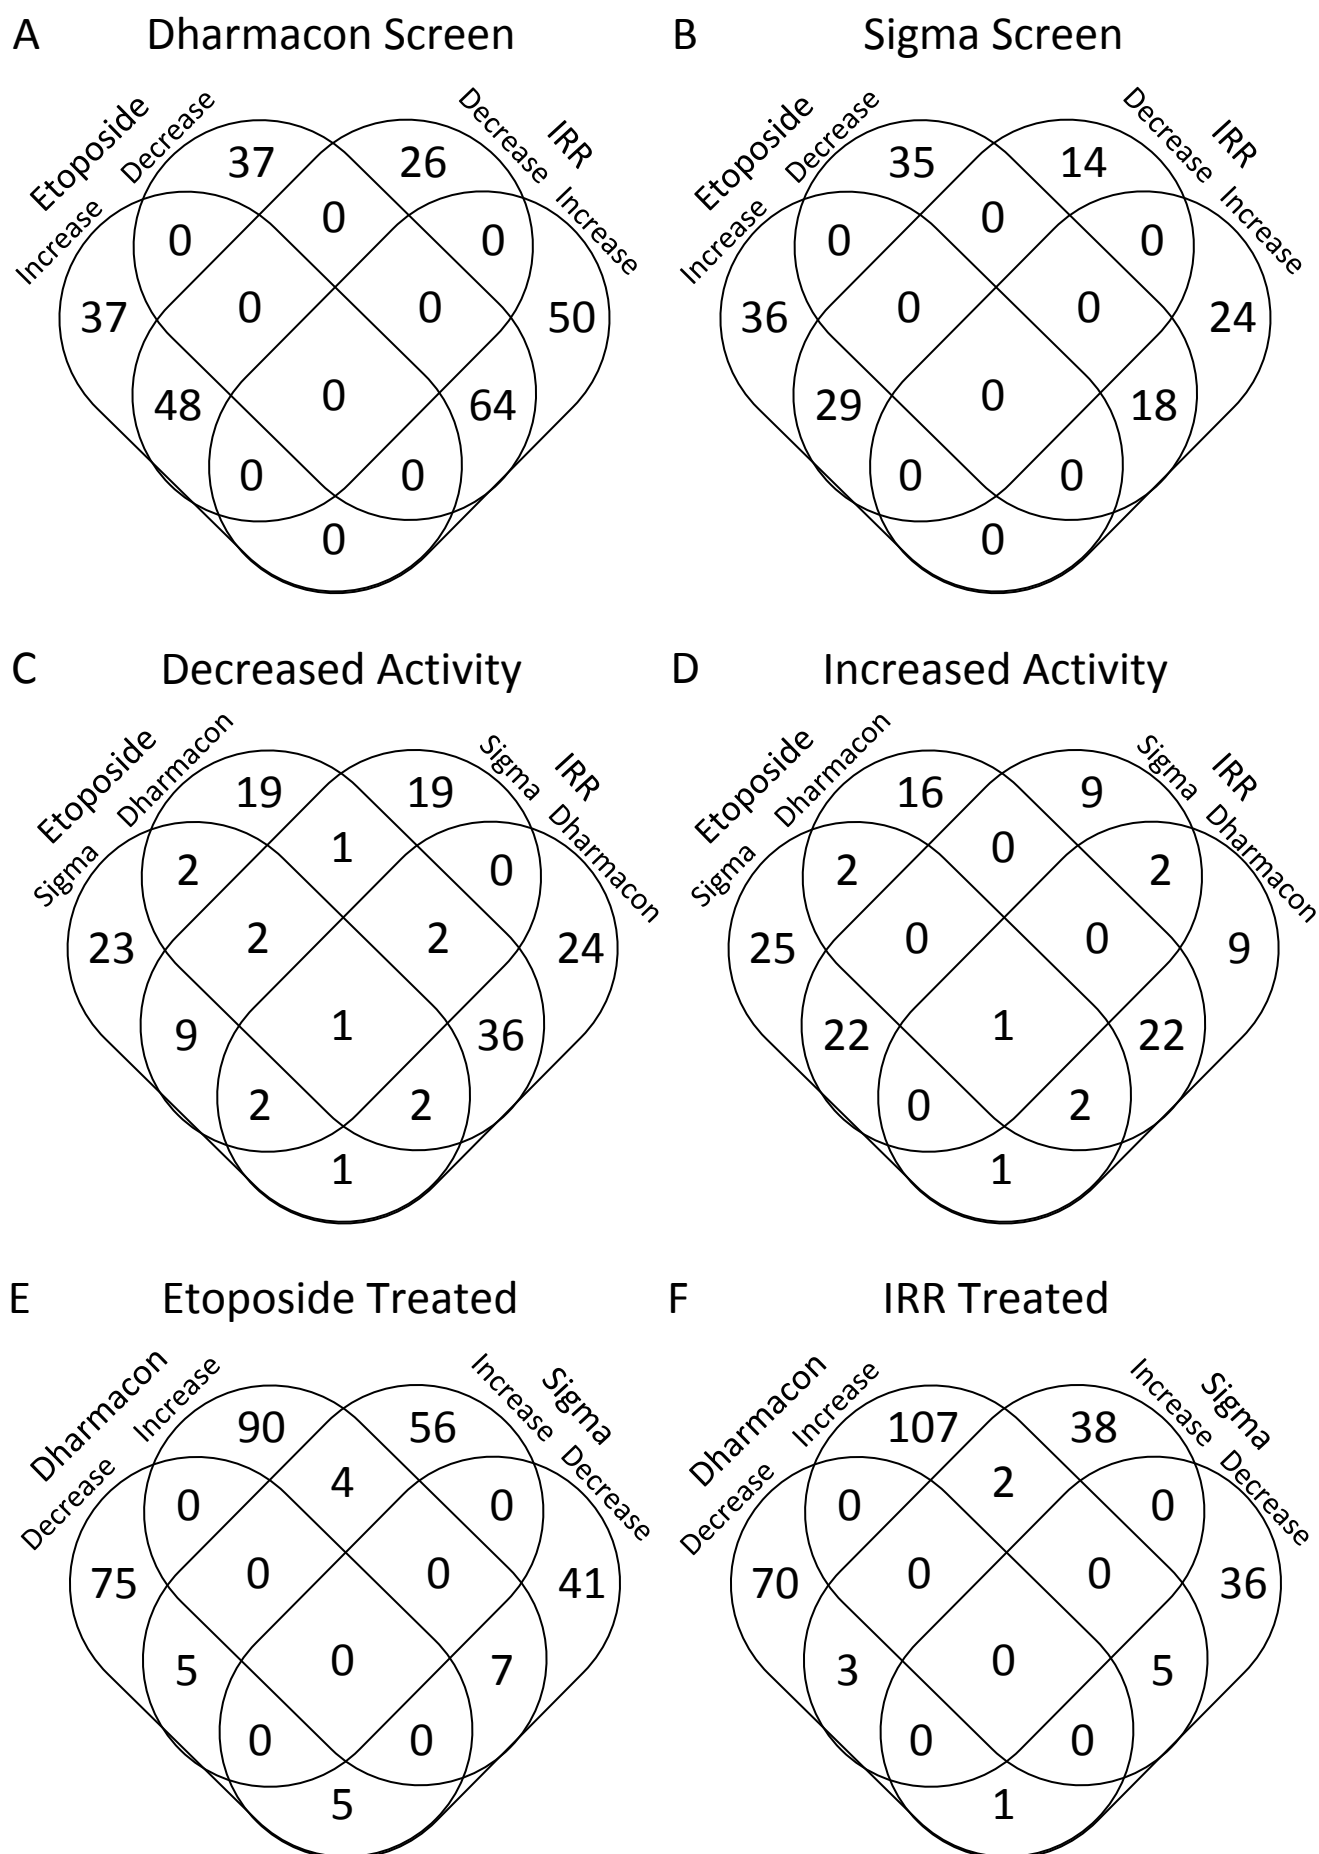 A Dharmacon Screen
Etoposide
Decrease
Increase
Decrease
IRR
Increase
37 26
0 0 0
37 0 0 50
48 0 64
0 0
0
B Sigma Screen
Etoposide
Decrease
Increase
Decrease
IRR
Increase
35 14
0 0 0
36 0 0 24
29 0 18
0 0
0
C Decreased Activity
Etoposide
Dharmacon
Sigma
Sigma
IRR
Dharmacon
19 19
2 1 0
23 2 2 24
9 1 36
2 2
1
D Increased Activity
Etoposide
Dharmacon
Sigma
Sigma
IRR
Dharmacon
16 9
2 0 2
25 0 0 9
22 1 22
0 2
1
E Etoposide Treated
Dharmacon
Increase
Decrease
Increase
Sigma
Decrease
90 56
0 4 0
75 0 0 41
5 0 7
0 0
5
F IRR Treated
Dharmacon
Increase
Decrease
Increase
Sigma
Decrease
107 38
0 2 0
70 0 0 36
3 0 5
0 0
1